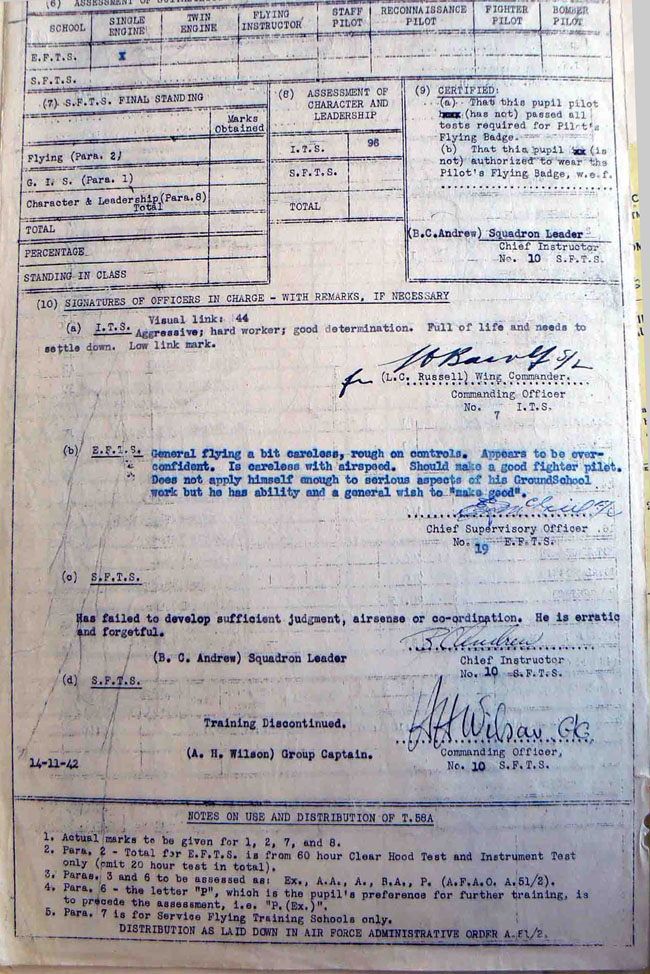 (6) ASSESSMENT OF
SCHOOL SINGLE ENGINE TWIN ENGINE FLYING INSTRUCTOR STAFF PILOT RECONNAISSANCE PILOT FIGHTER PILOT BOMBER PILOT
E.F.T.S. X
S.F.T.S.
(7) S.F.T.S. FINAL STANDING
Marks
Obtained
Flying (Para. 2)
G. I. S. (Para. 1)
Character & Leadership(Para.8)
Total
TOTAL
PERCENTAGE
STANDING IN CLASS
(8) ASSESSMENT OF
CHARACTER AND
LEADERSHIP
I.T.S. 96
S.F.T.S.
TOTAL
(9) CERTIFIED:
(a) That this pupil pilot
xxx (has not) passed all
tests required for Pilot's
Flying Badge.
(b) That this pupil xx (is
not) authorized to wear the
Pilot's Flying Badge, w.e.f.
(B.C.Andrew) Squadron Leader
Chief Instructor
No. 10 S.F.T.S.
(10) SIGNATURES OF OFFICERS IN CHARGE - WITH REMARKS, IF NECESSARY
Visual link: 44
(a) I.T.S. Aggressive; hard worker; good determination. Full of life and needs to
settle down. Low link mark.
for (L.C. Russell) Wing Commander.
Commanding Officer
No. 7 I.T.S.
(b) E.F.T.S. General flying a bit careless, rough on controls. Appears to be over-
confident. Is careless with airspeed. Should make a good fighter pilot.
Does not apply himself enough to serious aspects of his GroundSchool
work but he has ability and a general wish to "make good".
Chief Supervisory Officer
No. 19 E.F.T.S.
(c) S.F.T.S.
Has failed to develop sufficient judgment, airsense or co-ordination. He is erratic
and forgetful.
B C Andrew
(B. C. Andrew) Squadron Leader
Chief Instructor
No. 10 S.F.T.S.
(d) S.F.T.S.
Training Discontinued.
A H Wilson GC
(A. H. Wilson) Group Captain.
Commanding Officer,
14-11-42
No. 10 S.F.T.S.
NOTES ON USE AND DISTRIBUTION OF T.58A
1. Actual marks to be given for 1, 2, 7, and 8.
2. Para. 2 - Total for E.F.T.S. is from 60 hour Clear Hood Test and Instrument Test
only (omit 20 hour test in total).
3. Paras. 3 and 6 to be assessed as: Ex., A.A., A., B.A., P. (A.F.A.O. A.51/2).
4. Para. 6 - the letter "P", which is the pupil's preference for further training, is
to precede the assessment, i.e. "P.(Ex.)".
5. Para. 7 is for Service Flying Training Schools only.
DISTRIBUTION AS LAID DOWN IN AIR FORCE ADMINISTRATIVE ORDER A.51/2.